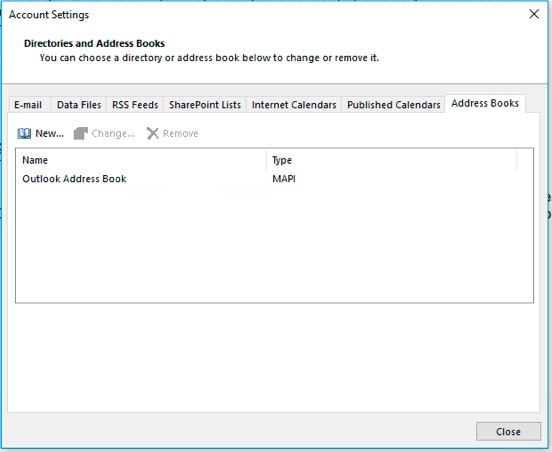 Account Settings
Directories and Address Books
You can choose a directory or address book below to change or remove it.
E-mail Data Files RSS Feeds SharePoint Lists Internet Calendars Published Calendars Address Books
New... Change... Remove
Name Type
Outlook Address Book MAPI
Close